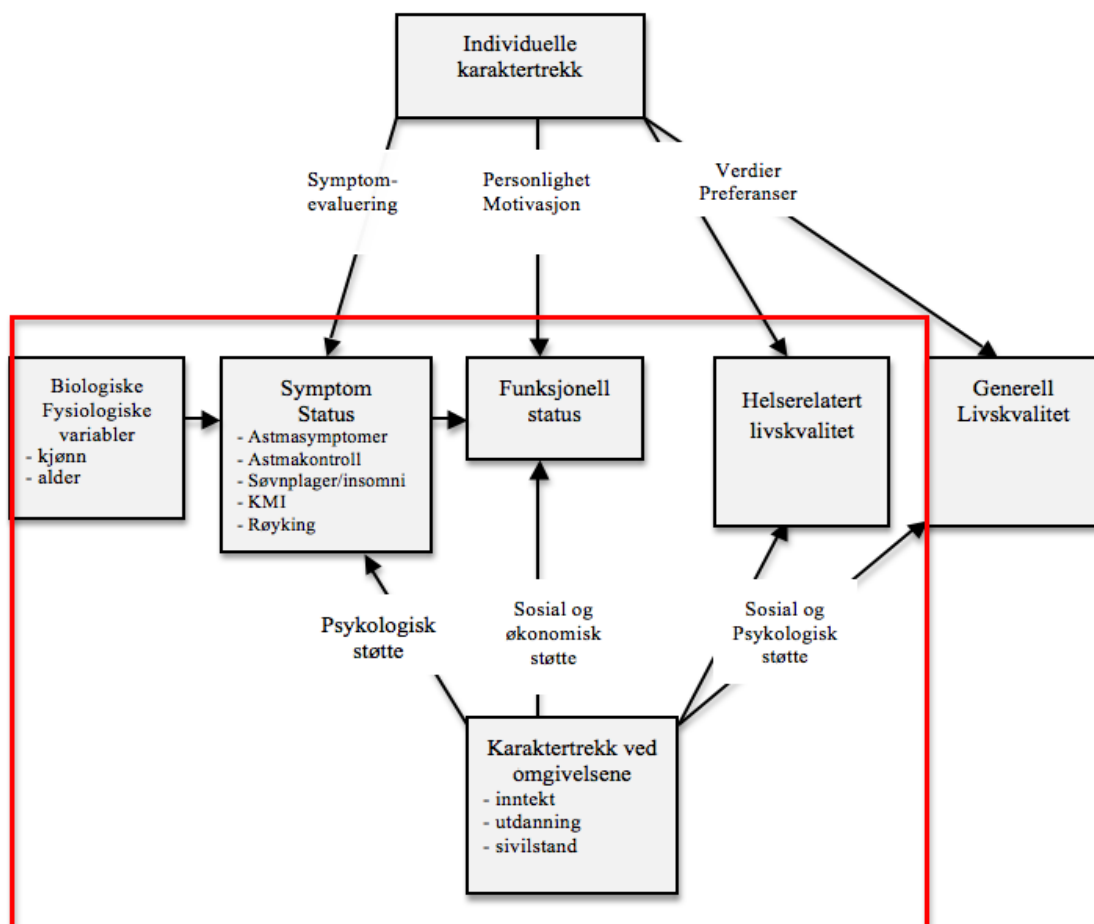 Individuelle
karaktertrekk
Symptom-
evaluering
Personlighet
Motivasjon
Verdier
Preferanser
Biologiske
Fysiologiske
variabler
- kjønn
- alder
Symptom
Status
- Astmasymptomer
- Astmakontroll
- Søvnplager/insomni
- KMI
- Røyking
Funksjonell
status
Helserelatert
livskvalitet
Generell
Livskvalitet
Psykologisk
støtte
Sosial og
økonomisk
støtte
Sosial og
Psykologisk
støtte
Karaktertrekk ved
omgivelsene
- inntekt
- utdanning
- sivilstand